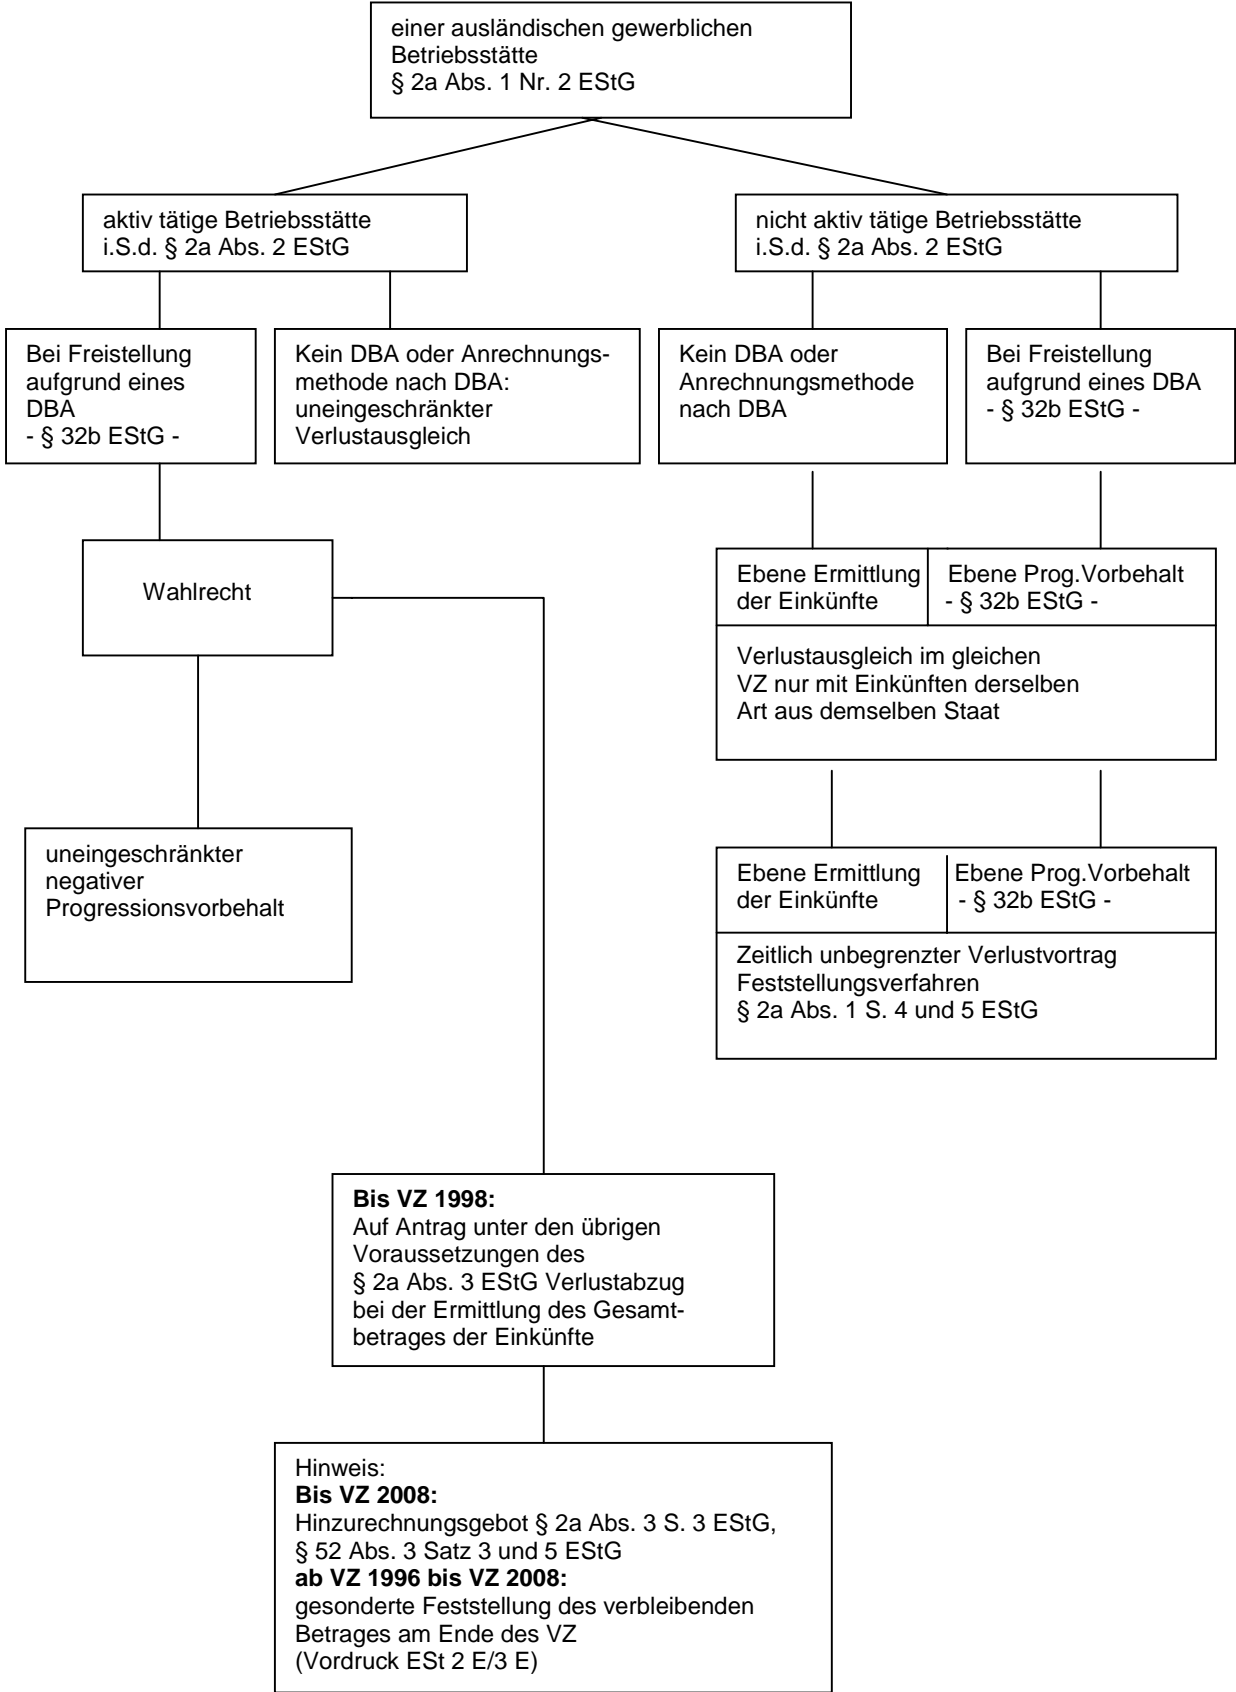 einer ausländischen gewerblichen
Betriebsstätte
§ 2a Abs. 1 Nr. 2 EStG
aktiv tätige Betriebsstätte
i.S.d. § 2a Abs. 2 EStG
nicht aktiv tätige Betriebsstätte
i.S.d. § 2a Abs. 2 EStG
Bei Freistellung
aufgrund eines
DBA
- § 32b EStG -
Kein DBA oder Anrechnungs-
methode nach DBA:
uneingeschränkter
Verlustausgleich
Kein DBA oder
Anrechnungsmethode
nach DBA
Bei Freistellung
aufgrund eines DBA
- § 32b EStG -
Wahlrecht
Ebene Ermittlung
der Einkünfte
Ebene Prog.Vorbehalt
- § 32b EStG -
Verlustausgleich im gleichen
VZ nur mit Einkünften derselben
Art aus demselben Staat
uneingeschränkter
negativer
Progressionsvorbehalt
Ebene Ermittlung
der Einkünfte
Ebene Prog.Vorbehalt
- § 32b EStG -
Zeitlich unbegrenzter Verlustvortrag
Feststellungsverfahren
§ 2a Abs. 1 S. 4 und 5 EStG
Bis VZ 1998:
Auf Antrag unter den übrigen
Voraussetzungen des
§ 2a Abs. 3 EStG Verlustabzug
bei der Ermittlung des Gesamt-
betrages der Einkünfte
Hinweis:
Bis VZ 2008:
Hinzurechnungsgebot § 2a Abs. 3 S. 3 EStG,
§ 52 Abs. 3 Satz 3 und 5 EStG
ab VZ 1996 bis VZ 2008:
gesonderte Feststellung des verbleibenden
Betrages am Ende des VZ
(Vordruck ESt 2 E/3 E)